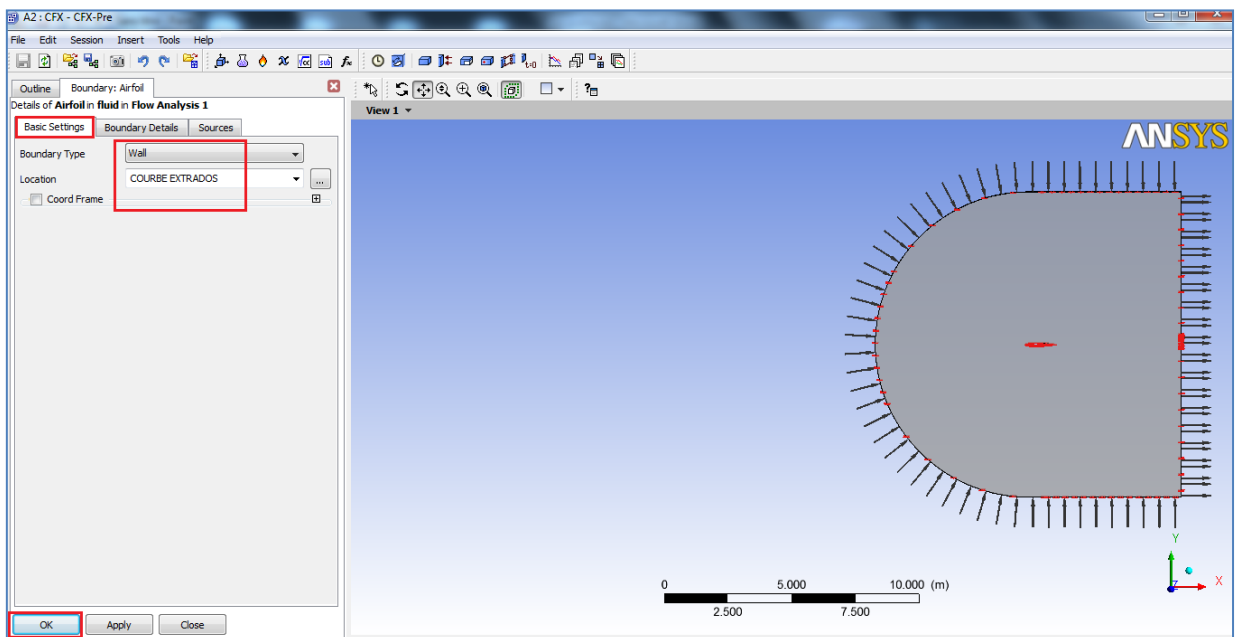 A2 : CFX - CFX-Pre
File Edit Session Insert Tools Help
Outline Boundary: Airfoil
Details of Airfoil in fluid in Flow Analysis 1
Basic Settings Boundary Details Sources
Boundary Type Wall
Location COURBE EXTRADOS ...
Coord Frame
OK Apply Close
View 1
ANSYS
Y
X
Z
0 5.000 10.000 (m)
2.500 7.500